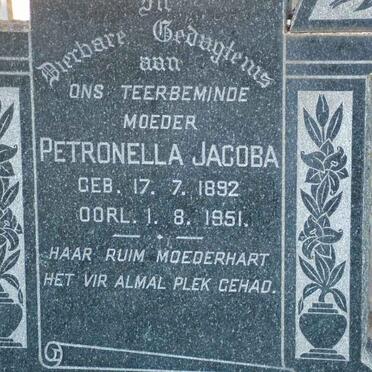 In
Dierbare Gedagtenis
aan
ONS TEERBEMINDE
MOEDER
PETRONELLA JACOBA
GEB. 17. 7. 1892
OORL. 1. 8. 1951.
HAAR RUIM MOEDERHART
HET VIR ALMAL PLEK GEHAD.